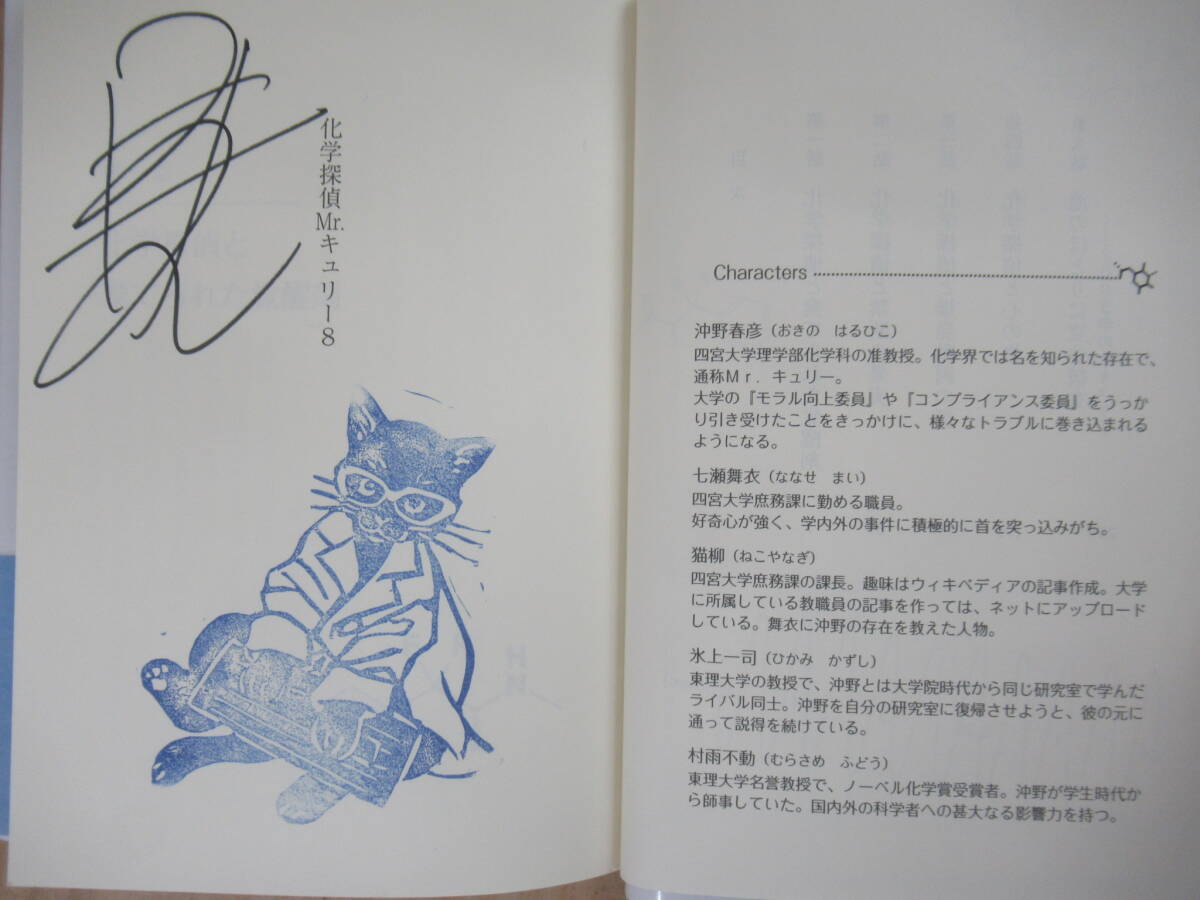 化学探偵Mr.キュリー8
Characters
沖野春彦（おきの　はるひこ）
四宮大学理学部化学科の准教授。化学界では名を知られた存在で、
通称Mr．キュリー。
大学の『モラル向上委員』や『コンプライアンス委員』をうっか
り引き受けたことをきっかけに、様々なトラブルに巻き込まれる
ようになる。
七瀬舞衣（ななせ　まい）
四宮大学庶務課に勤める職員。
好奇心が強く、学内外の事件に積極的に首を突っ込みがち。
猫柳（ねこやなぎ）
四宮大学庶務課の課長。趣味はウィキペディアの記事作成。大学
に所属している教職員の記事を作っては、ネットにアップロード
している。舞衣に沖野の存在を教えた人物。
氷上一司（ひかみ　かずし）
東理大学の教授で、沖野とは大学院時代から同じ研究室で学んだ
ライバル同士。沖野を自分の研究室に復帰させようと、彼の元に
通って説得を続けている。
村雨不動（むらさめ　ふどう）
東理大学名誉教授で、ノーベル化学賞受賞者。沖野が学生時代か
ら師事していた。国内外の科学者への甚大なる影響力を持つ。